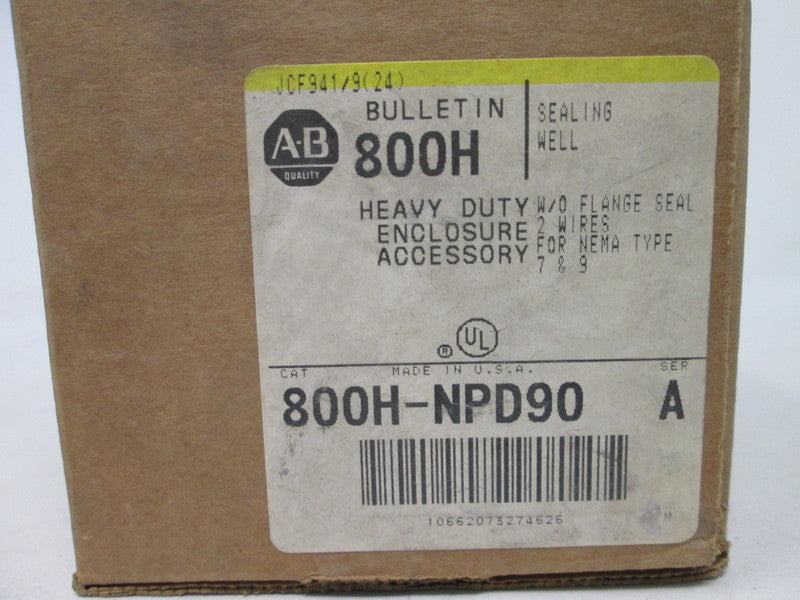 JCF941/9(24)
A-B
QUALITY
BULLETIN
800H
SEALING
WELL
HEAVY DUTY
ENCLOSURE
ACCESSORY
W/O FLANGE SEAL
2 WIRES
FOR NEMA TYPE
7 & 9
® UL
CAT
MADE IN U.S.A.
SER
800H-NPD90
A
10662073274626
N